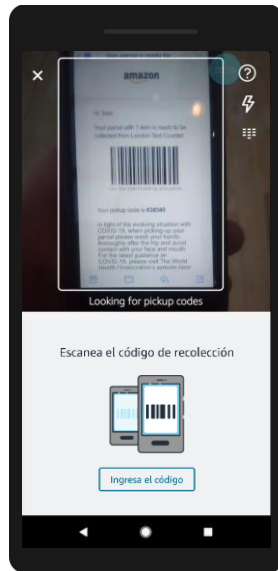 amazon
Hi Test
Your parcel with 1 item is ready to be
collected from London Test Counter
Your pickup code is 638540
In light of the evolving situation with
COVID-19, when picking-up your
parcel please wash your hands
thoroughly after the trip and avoid
contact with your face and mouth.
For the latest guidance on
COVID-19, please visit The World
Health Organization's website here
Looking for pickup codes
Escanea el código de recolección
Ingresa el código